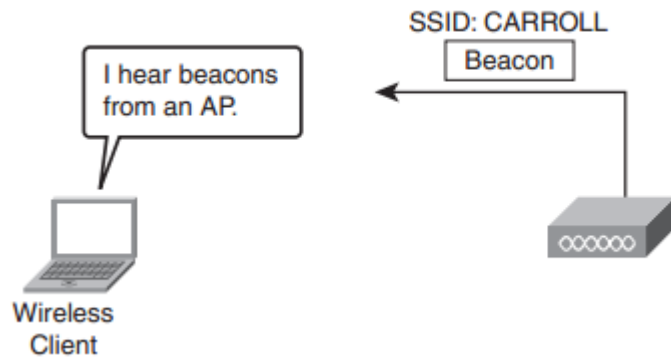 SSID: CARROLL
Beacon
I hear beacons
from an AP.
Wireless
Client